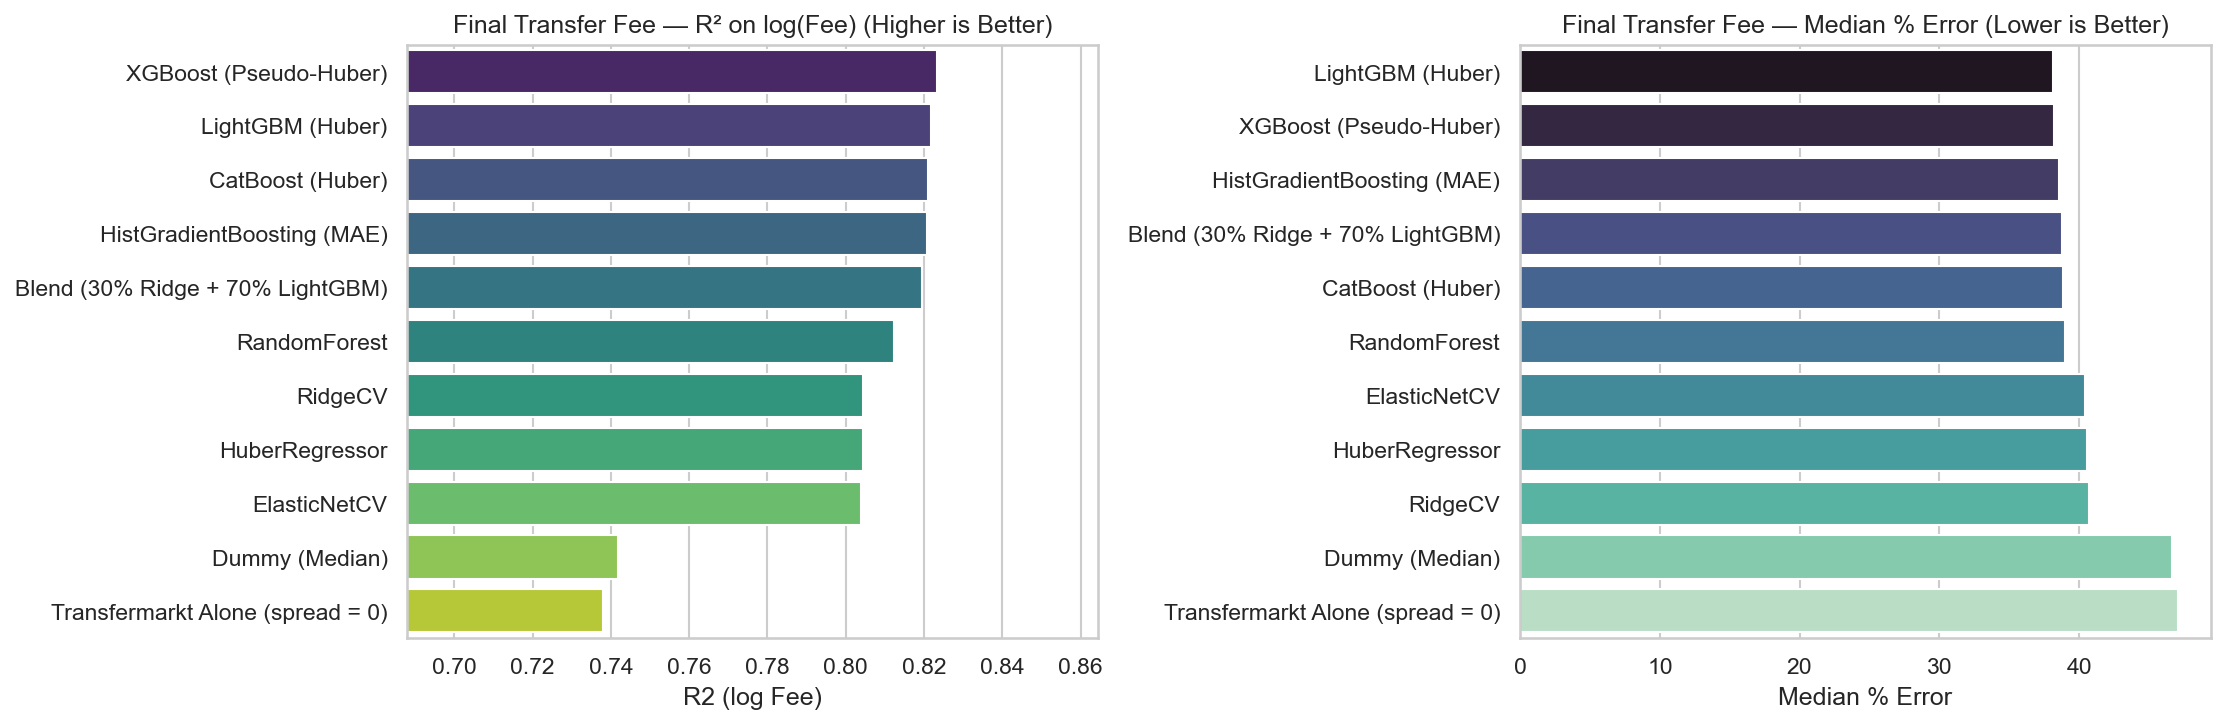 Final Transfer Fee — R² on log(Fee) (Higher is Better)
XGBoost (Pseudo-Huber)
LightGBM (Huber)
CatBoost (Huber)
HistGradientBoosting (MAE)
Blend (30% Ridge + 70% LightGBM)
RandomForest
RidgeCV
HuberRegressor
ElasticNetCV
Dummy (Median)
Transfermarkt Alone (spread = 0)
0.70 0.72 0.74 0.76 0.78 0.80 0.82 0.84 0.86
R2 (log Fee)
Final Transfer Fee — Median % Error (Lower is Better)
LightGBM (Huber)
XGBoost (Pseudo-Huber)
HistGradientBoosting (MAE)
Blend (30% Ridge + 70% LightGBM)
CatBoost (Huber)
RandomForest
ElasticNetCV
HuberRegressor
RidgeCV
Dummy (Median)
Transfermarkt Alone (spread = 0)
0 10 20 30 40
Median % Error